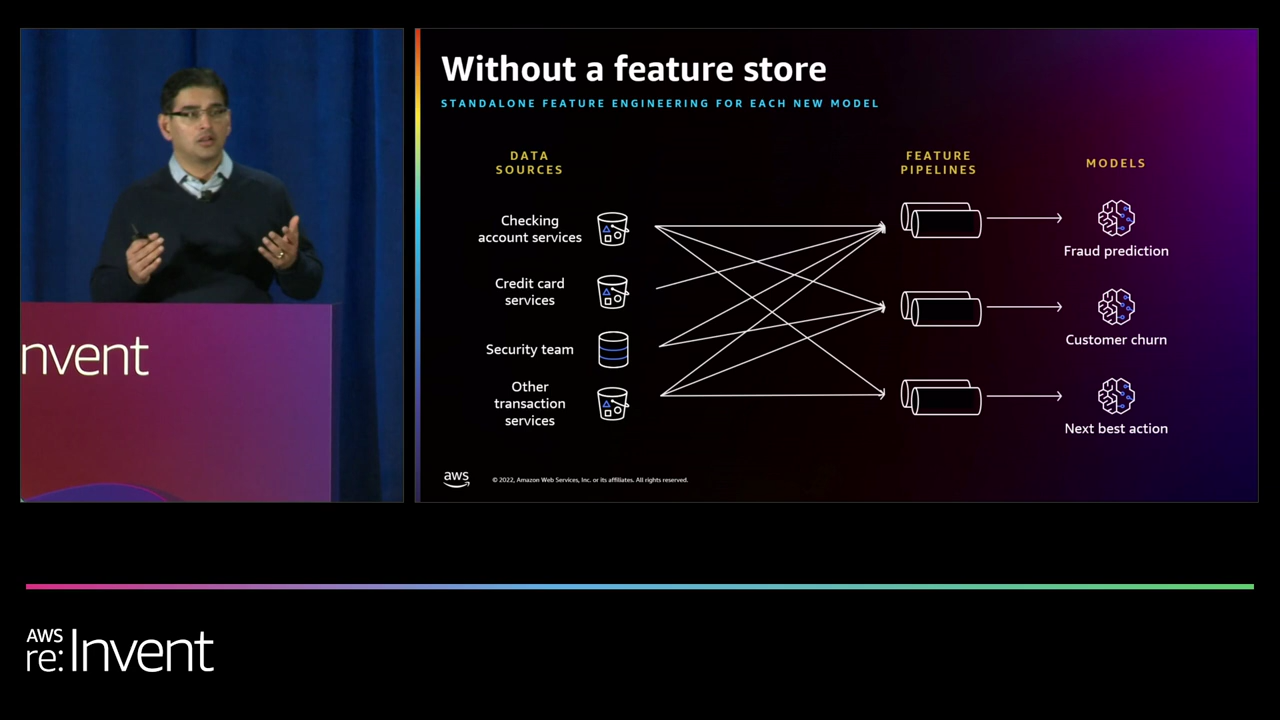 Without a feature store
STANDALONE FEATURE ENGINEERING FOR EACH NEW MODEL
DATA
SOURCES
FEATURE
PIPELINES
MODELS
Checking
account services
Credit card
services
Security team
Other
transaction
services
Fraud prediction
Customer churn
Next best action
nvent
aws
© 2022, Amazon Web Services, Inc. or its affiliates. All rights reserved.
AWS
re:Invent